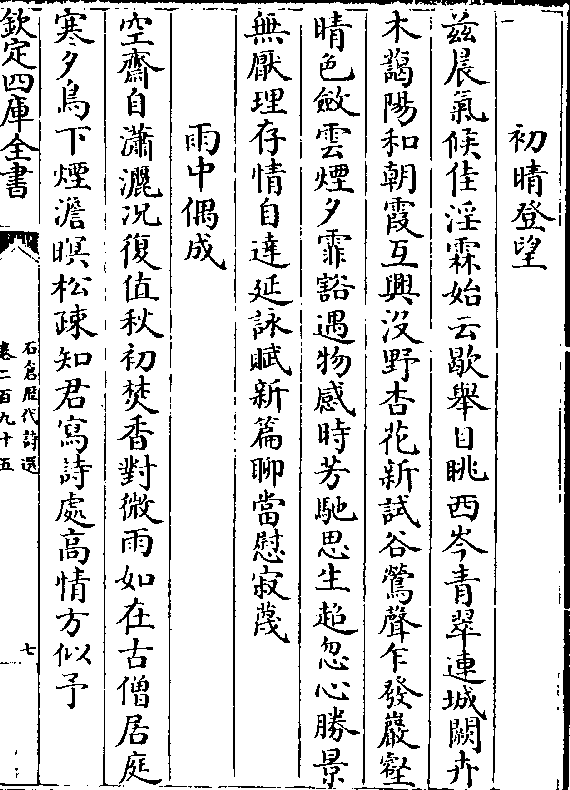 初晴登望
茲晨氣候佳淫霖始云歇舉目眺西岑青翠連城闕卉
木藹陽和朝霞互興沒野杏花新試谷鶯聲乍發巖壑
晴色斂雲煙夕霏豁遇物感時芳馳思生超忽心勝景
無厭理存情自達延詠賦新篇聊當慰寂蔑
雨中偶成
空齋自瀟灑况復值秋初焚香對微雨如在古僧居庭
寒夕鳥下煙澹暝松疎知君寫詩處高情方似予
欽定四庫全書
石倉歷代詩選
卷二百九十五
七